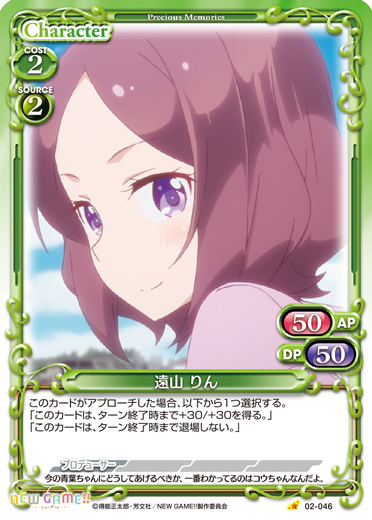 Precious Memories
Character
COST
2
SOURCE
2
50 AP
DP 50
遠山 りん
このカードがアプローチした場合、以下から1つ選択する。
「このカードは、ターン終了時まで+30/+30を得る。」
「このカードは、ターン終了時まで退場しない。」
プロデューサー
今の青葉ちゃんにどうしてあげるべきか、一番わかってるのはコウちゃんなんだよ。
NEW GAME!!
©得能正太郎・芳文社/NEW GAME!!製作委員会
02-046